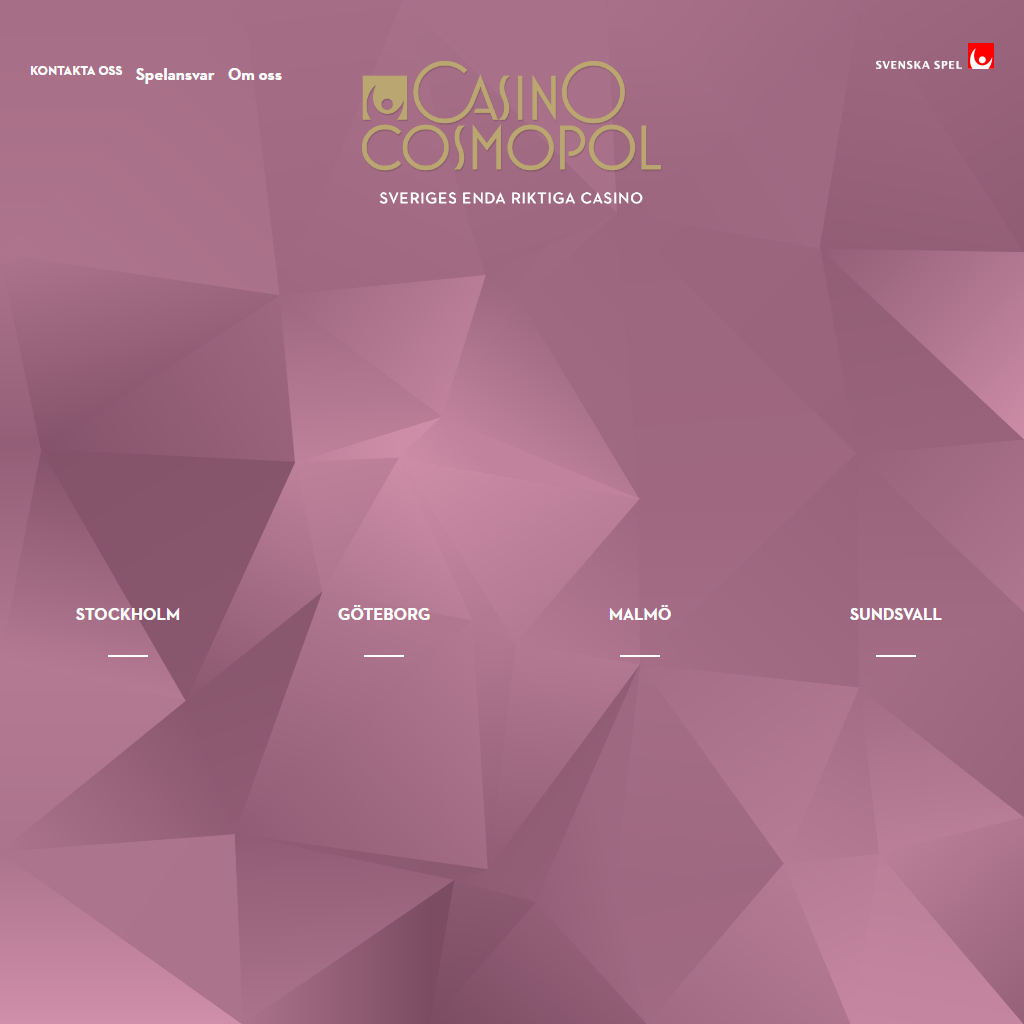 KONTAKTA OSS Spelansvar Om oss
SVENSKA SPEL
CASINO
COSMOPOL
SVERIGES ENDA RIKTIGA CASINO
STOCKHOLM GÖTEBORG MALMÖ SUNDSVALL